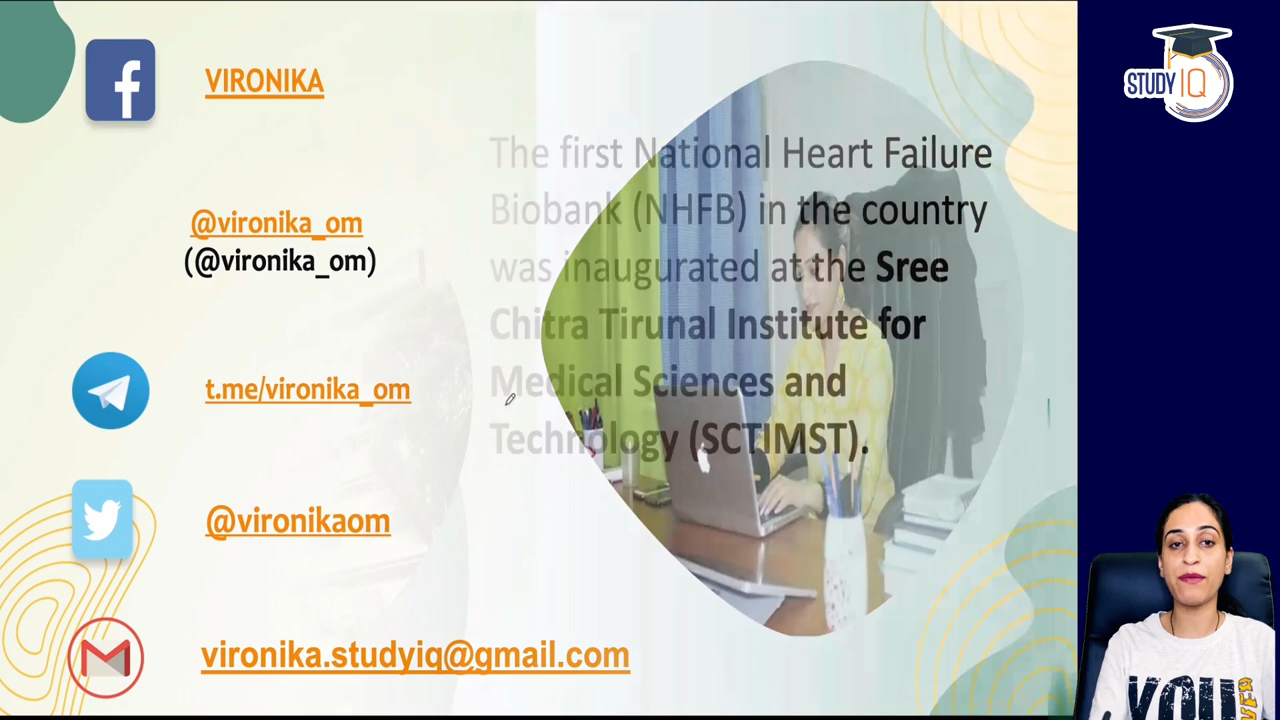 VIRONIKA
@vironika_om
(@vironika_om)
t.me/vironika_om
@vironikaom
vironika.studyiq@gmail.com
The first National Heart Failure
Biobank (NHFB) in the country
was inaugurated at the Sree
Chitra Tirunal Institute for
Medical Sciences and
Technology (SCTIMST).
STUDY IQ
YOU